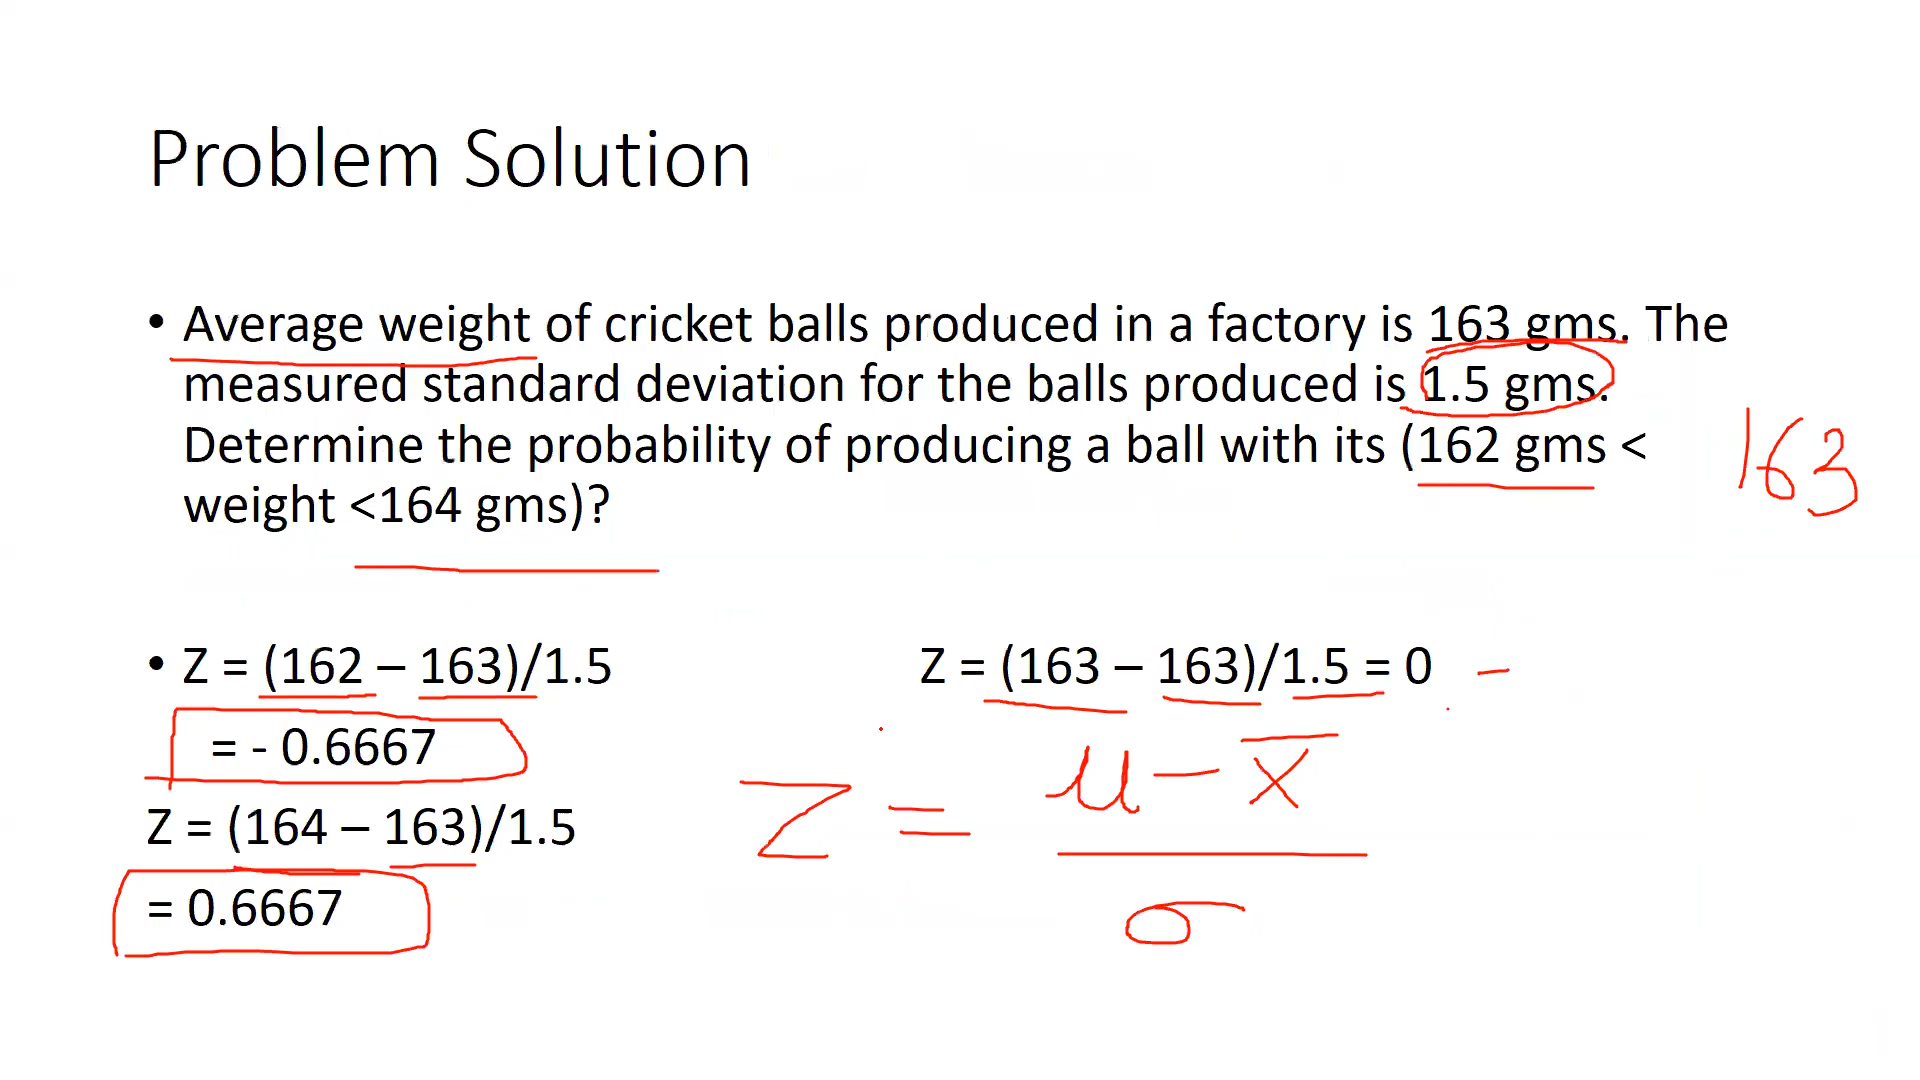 Problem Solution
• Average weight of cricket balls produced in a factory is 163 gms. The
measured standard deviation for the balls produced is 1.5 gms.
Determine the probability of producing a ball with its (162 gms <
weight <164 gms)?
163
• Z = (162 – 163)/1.5
= - 0.6667
Z = (164 – 163)/1.5
= 0.6667
Z = (163 – 163)/1.5 = 0 –
Z = μ – x̄
σ